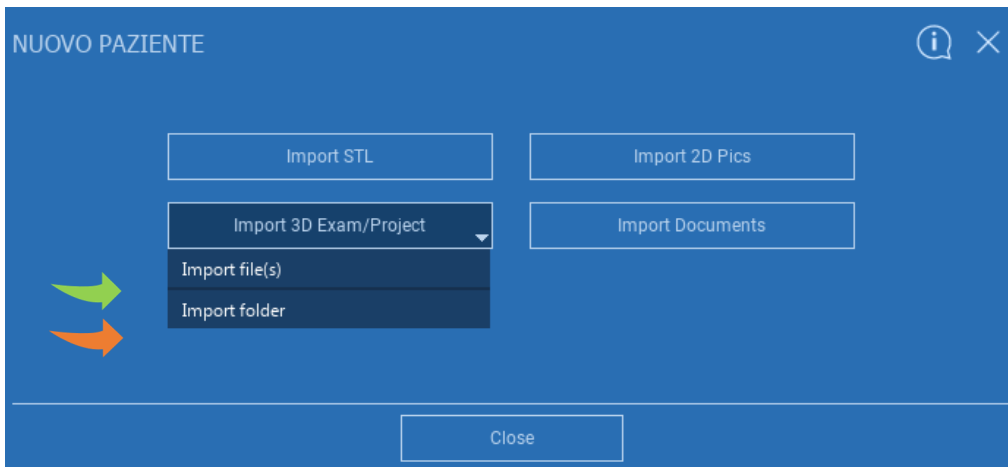 NUOVO PAZIENTE
Import STL
Import 2D Pics
Import 3D Exam/Project
Import Documents
Import file(s)
Import folder
Close